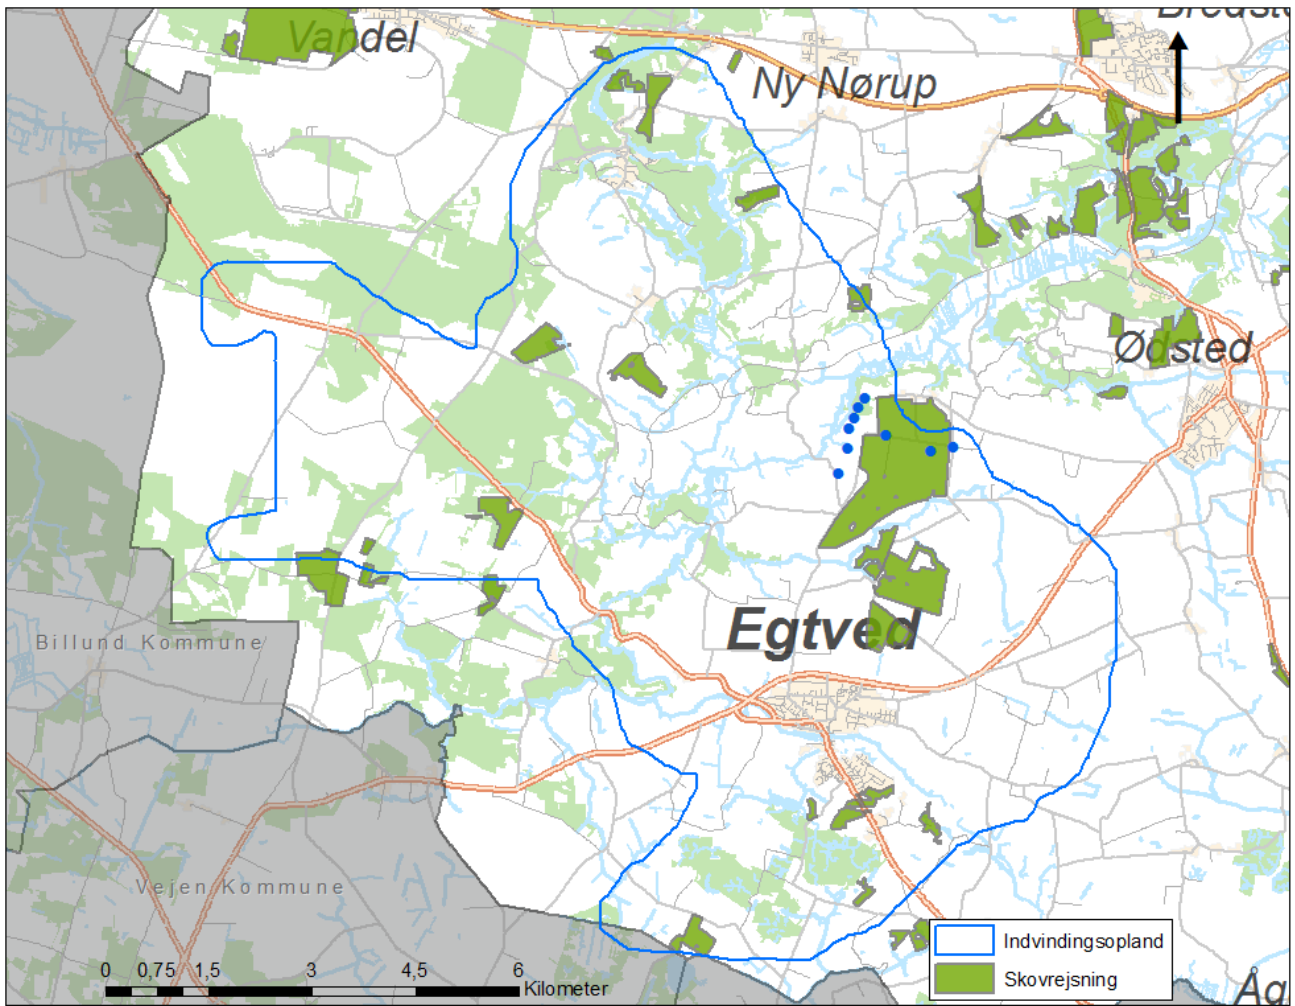 Vandel
Ny Nørup
Ødsted
Egtved
Billund Kommune
Vejen Kommune
Indvindingsopland
Skovrejsning
0 0,75 1,5 3 4,5 6
Kilometer